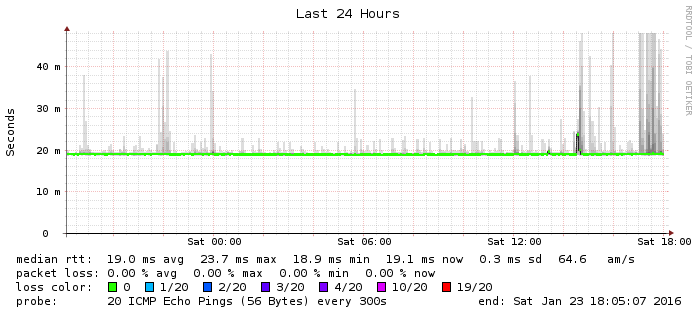 Last 24 Hours
RRDTOOL / TOBI OETIKER
Seconds
40 m
30 m
20 m
10 m
0
Sat 00:00 Sat 06:00 Sat 12:00 Sat 18:00
median rtt: 19.0 ms avg 23.7 ms max 18.9 ms min 19.1 ms now 0.3 ms sd 64.6 am/s
packet loss: 0.00 % avg 0.00 % max 0.00 % min 0.00 % now
loss color: 0 1/20 2/20 3/20 4/20 10/20 19/20
probe: 20 ICMP Echo Pings (56 Bytes) every 300s end: Sat Jan 23 18:05:07 2016